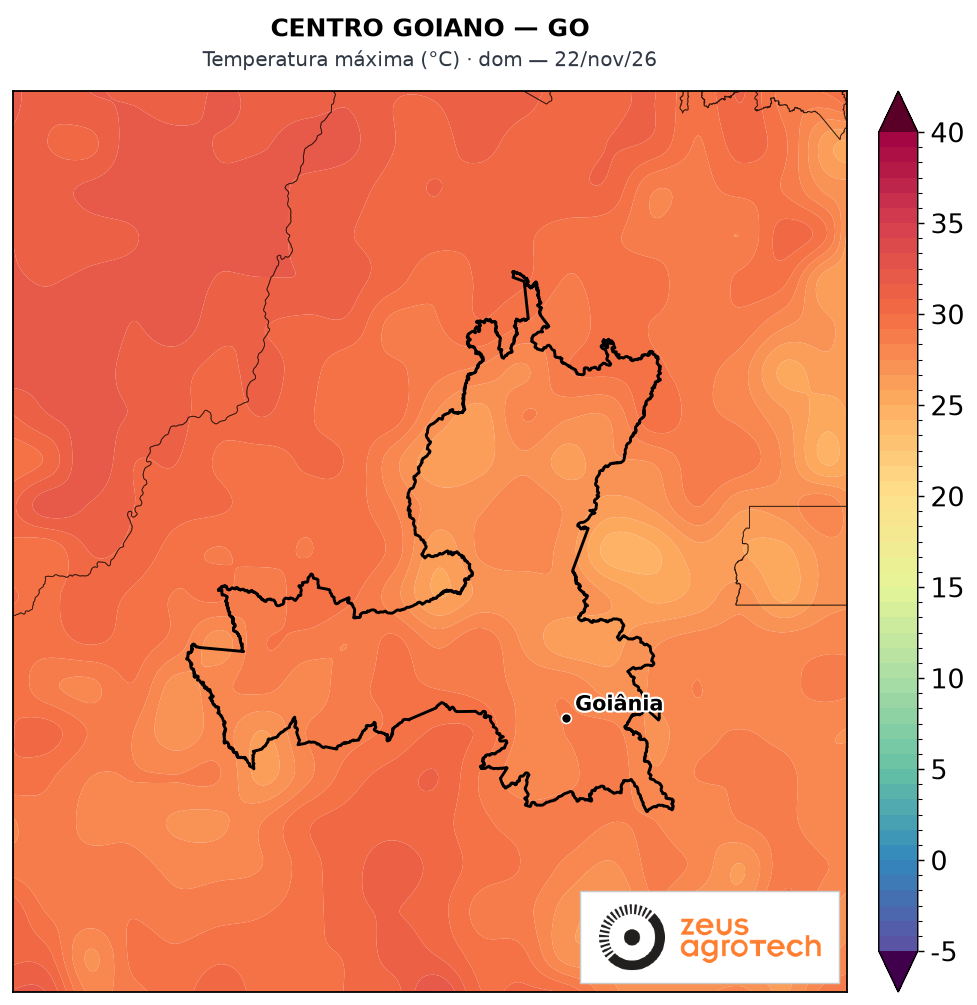 CENTRO GOIANO — GO
Temperatura máxima (°C) · dom — 22/nov/26
40
35
30
25
20
15
10
5
0
-5
Goiânia
zeus
agrotech